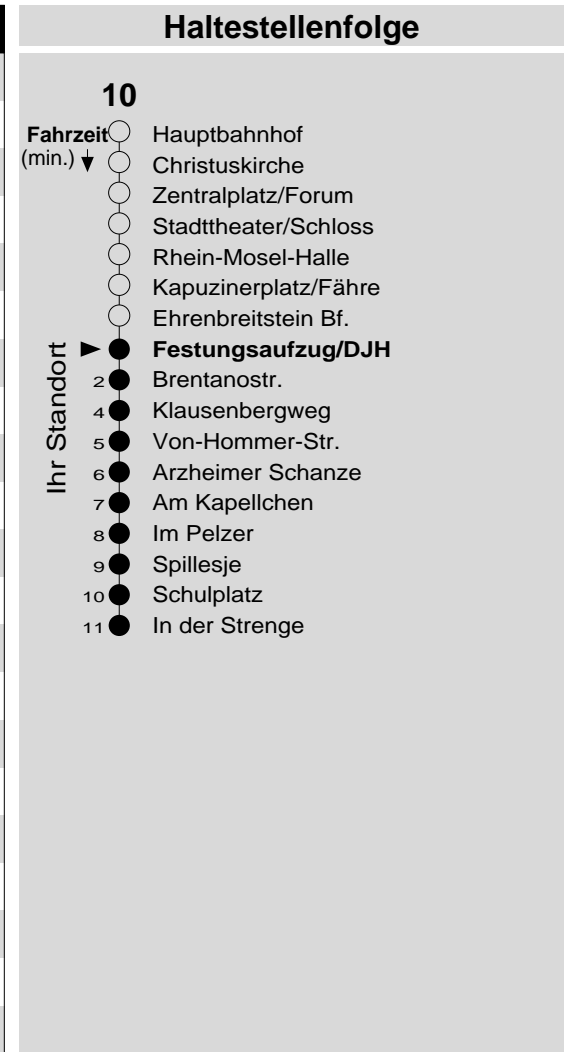 Haltestellenfolge
10
Fahrzeit Hauptbahnhof
(min.) Christuskirche
Zentralplatz/Forum
Stadttheater/Schloss
Rhein-Mosel-Halle
Kapuzinerplatz/Fähre
Ehrenbreitstein Bf.
Ihr Standort
Festungsaufzug/DJH
2 Brentanostr.
4 Klausenbergweg
5 Von-Hommer-Str.
6 Arzheimer Schanze
7 Am Kapellchen
8 Im Pelzer
9 Spillesje
10 Schulplatz
11 In der Strenge